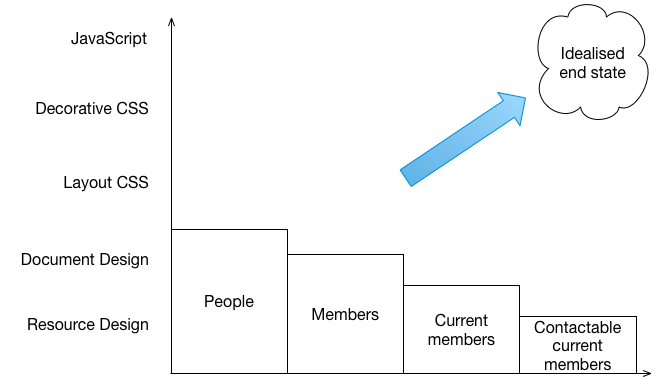 JavaScript
Idealised
end state
Decorative CSS
Layout CSS
Document Design
People
Members
Resource Design
Current
members
Contactable
current
members